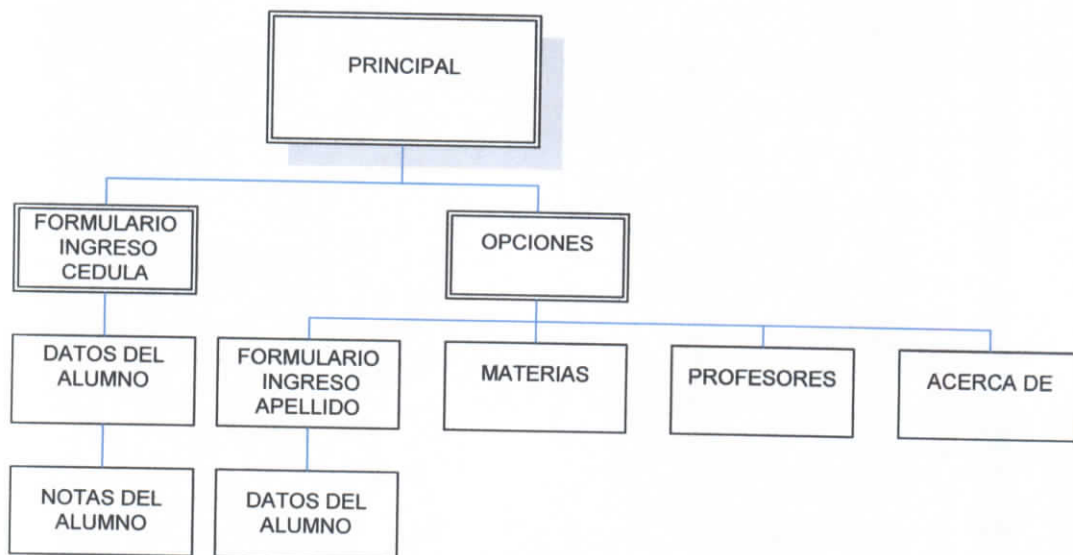 PRINCIPAL
FORMULARIO
INGRESO
CEDULA
OPCIONES
DATOS DEL
ALUMNO
FORMULARIO
INGRESO
APELLIDO
MATERIAS
PROFESORES
ACERCA DE
NOTAS DEL
ALUMNO
DATOS DEL
ALUMNO